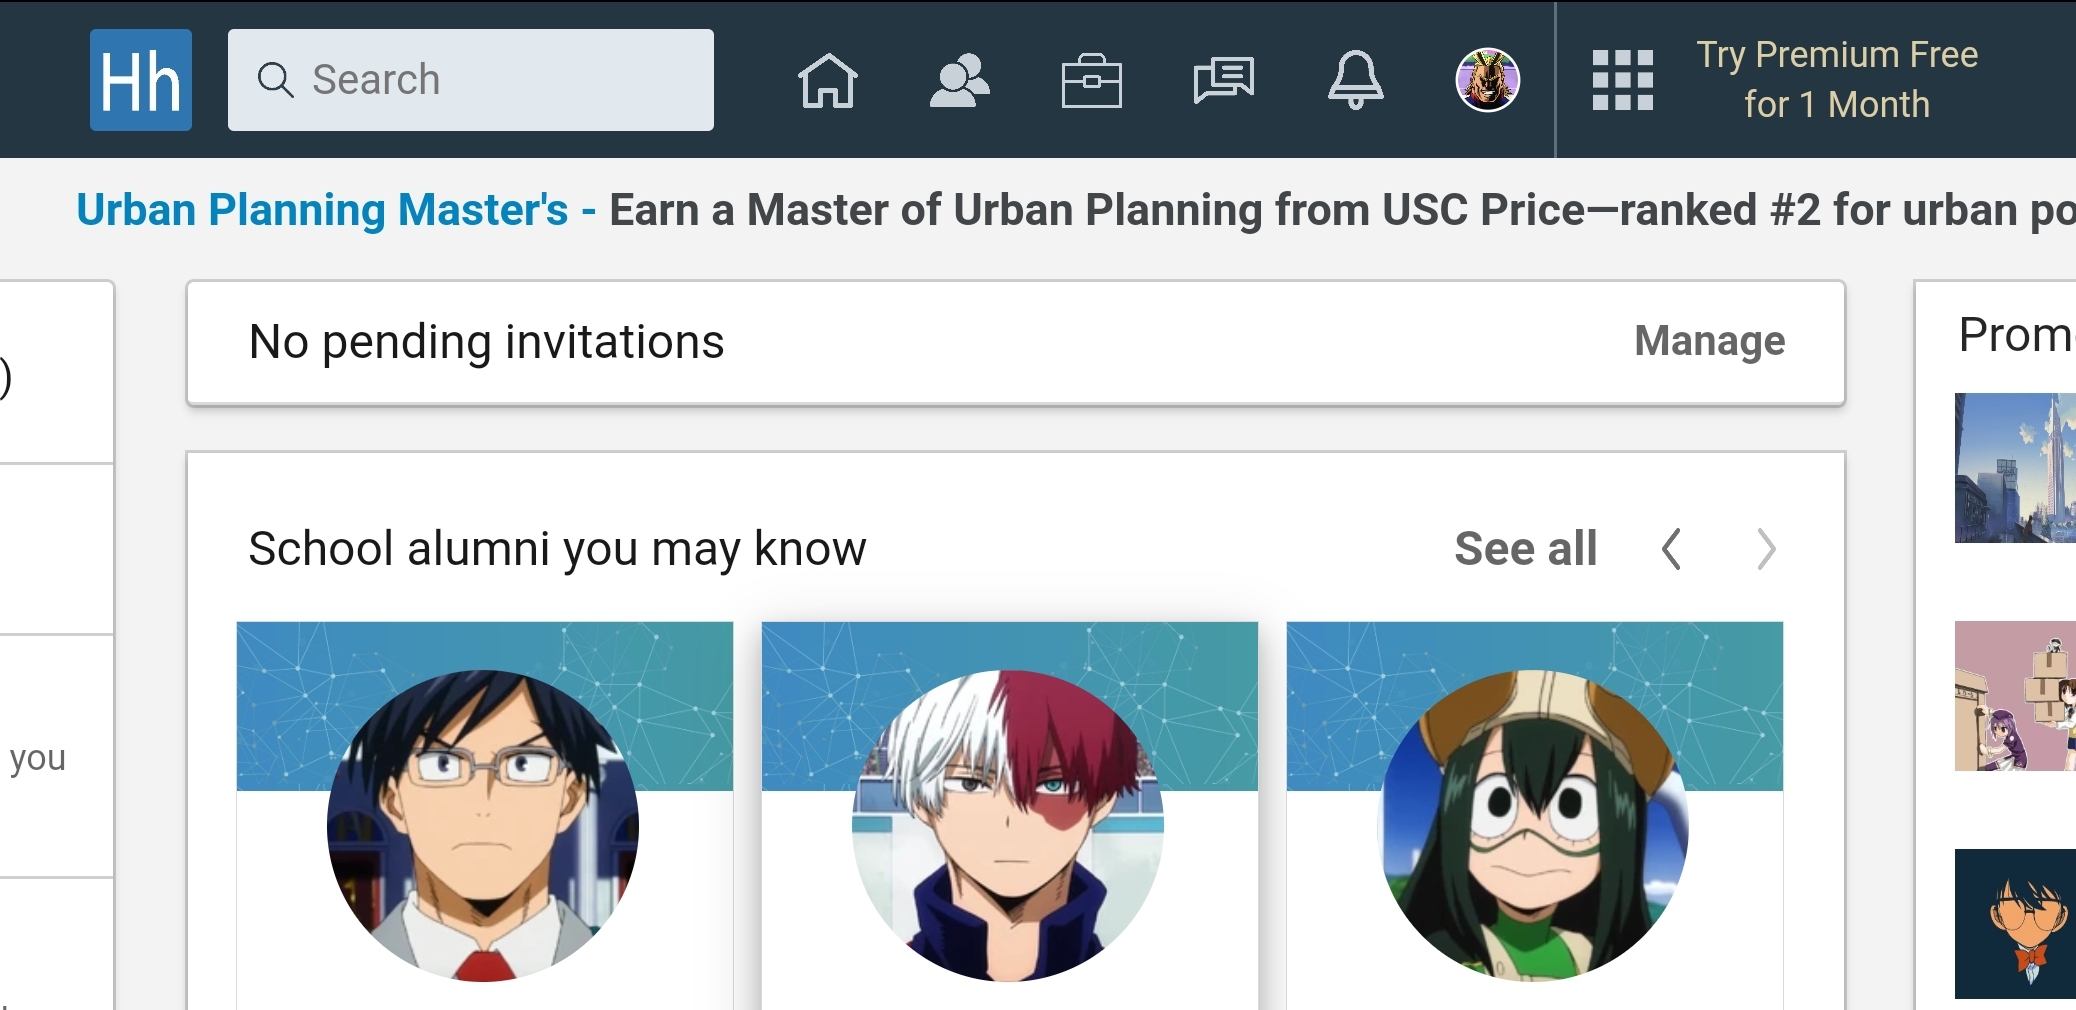 Hh
Search
Try Premium Free
for 1 Month
Urban Planning Master's - Earn a Master of Urban Planning from USC Price—ranked #2 for urban po
No pending invitations
Manage
Prom
)
School alumni you may know
See all
you